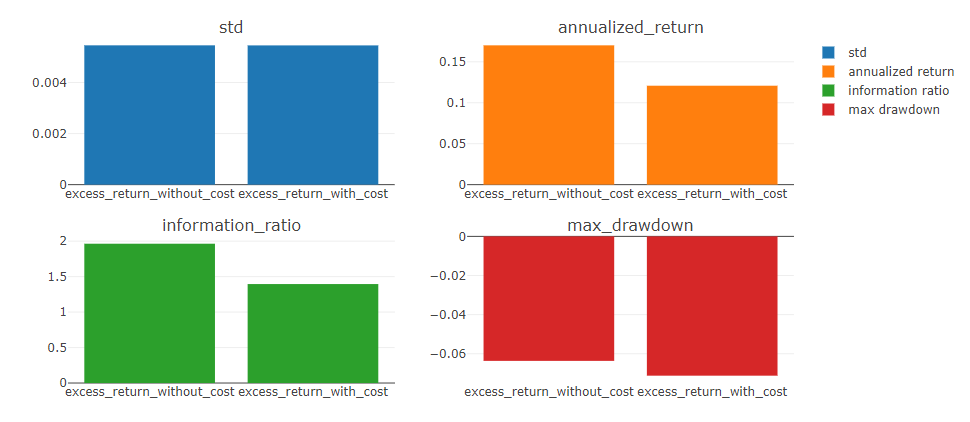 std
0.004
0.002
0
excess_return_without_cost excess_return_with_cost
annualized_return
0.15
0.1
0.05
0
excess_return_without_cost excess_return_with_cost
std
annualized return
information ratio
max drawdown
information_ratio
2
1.5
1
0.5
0
excess_return_without_cost excess_return_with_cost
max_drawdown
0
−0.02
−0.04
−0.06
excess_return_without_cost excess_return_with_cost